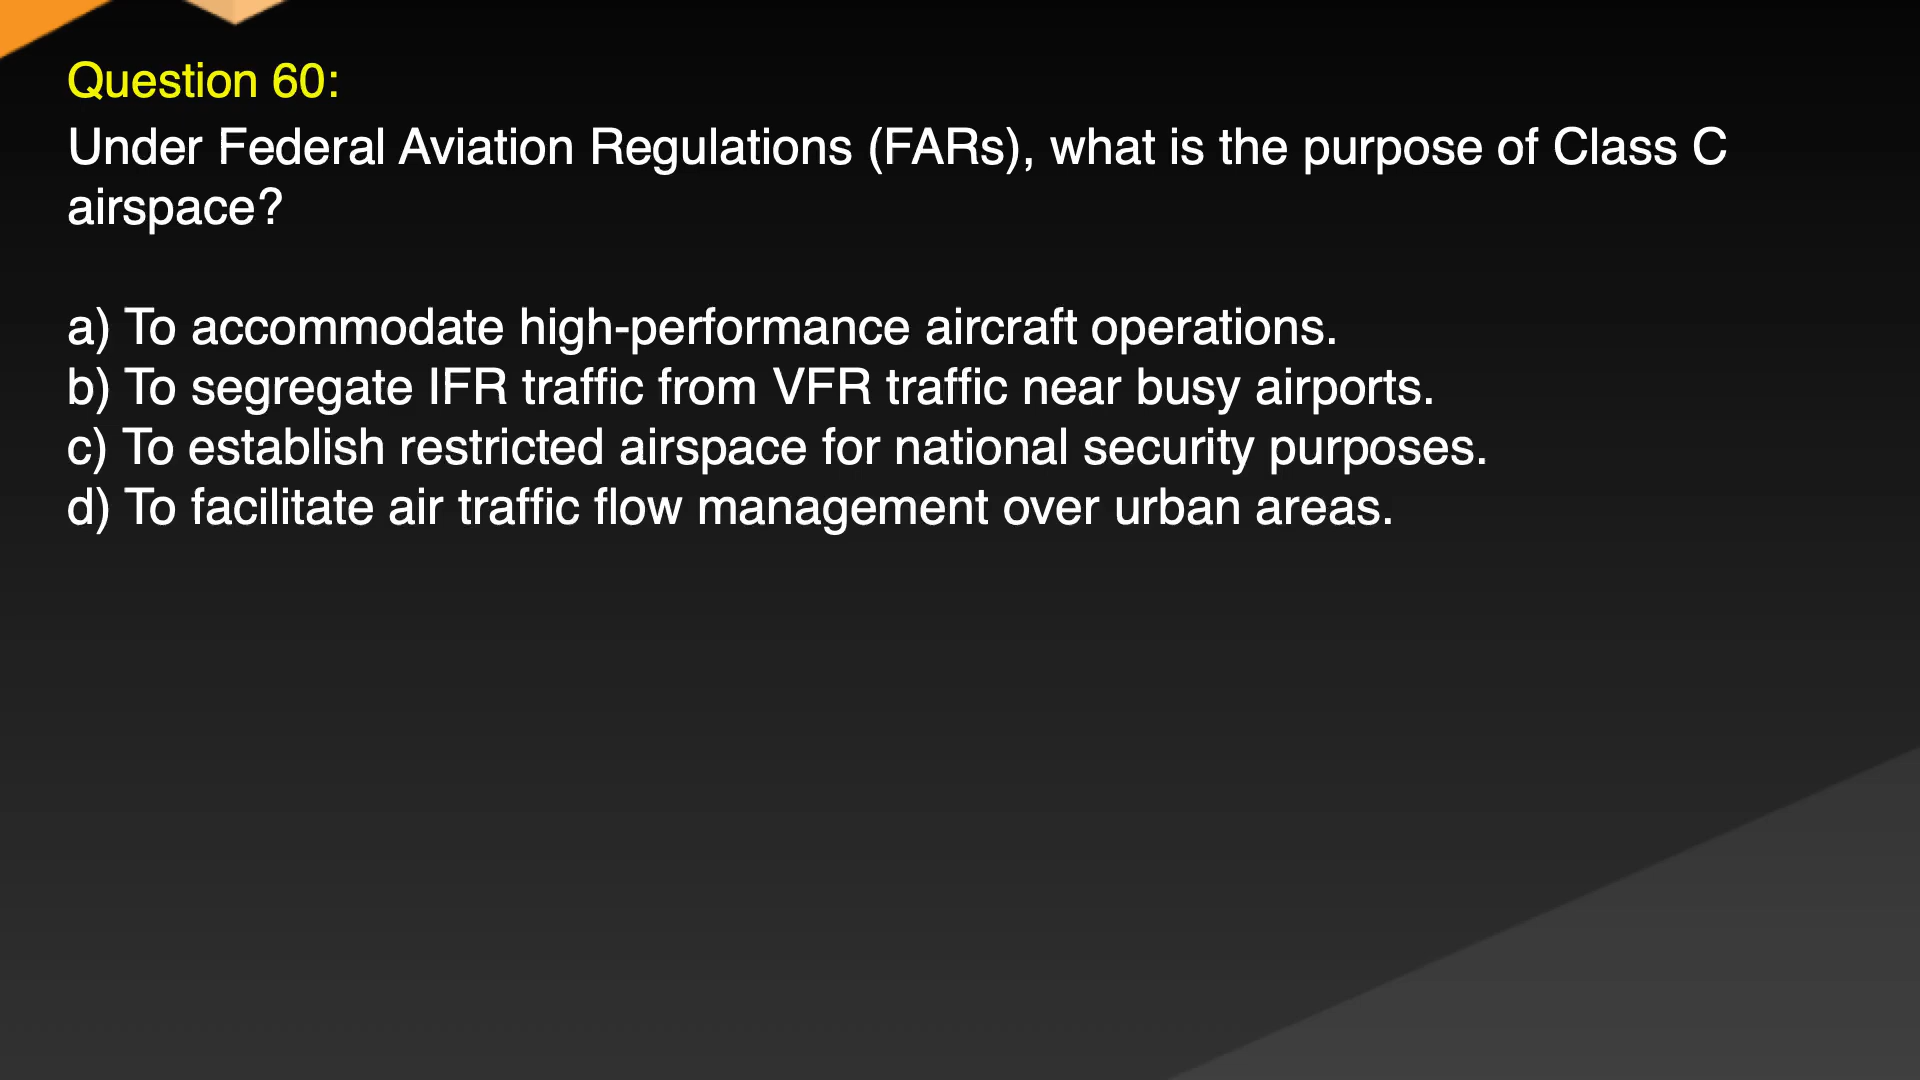 Question 60:
Under Federal Aviation Regulations (FARs), what is the purpose of Class C
airspace?
a) To accommodate high-performance aircraft operations.
b) To segregate IFR traffic from VFR traffic near busy airports.
c) To establish restricted airspace for national security purposes.
d) To facilitate air traffic flow management over urban areas.